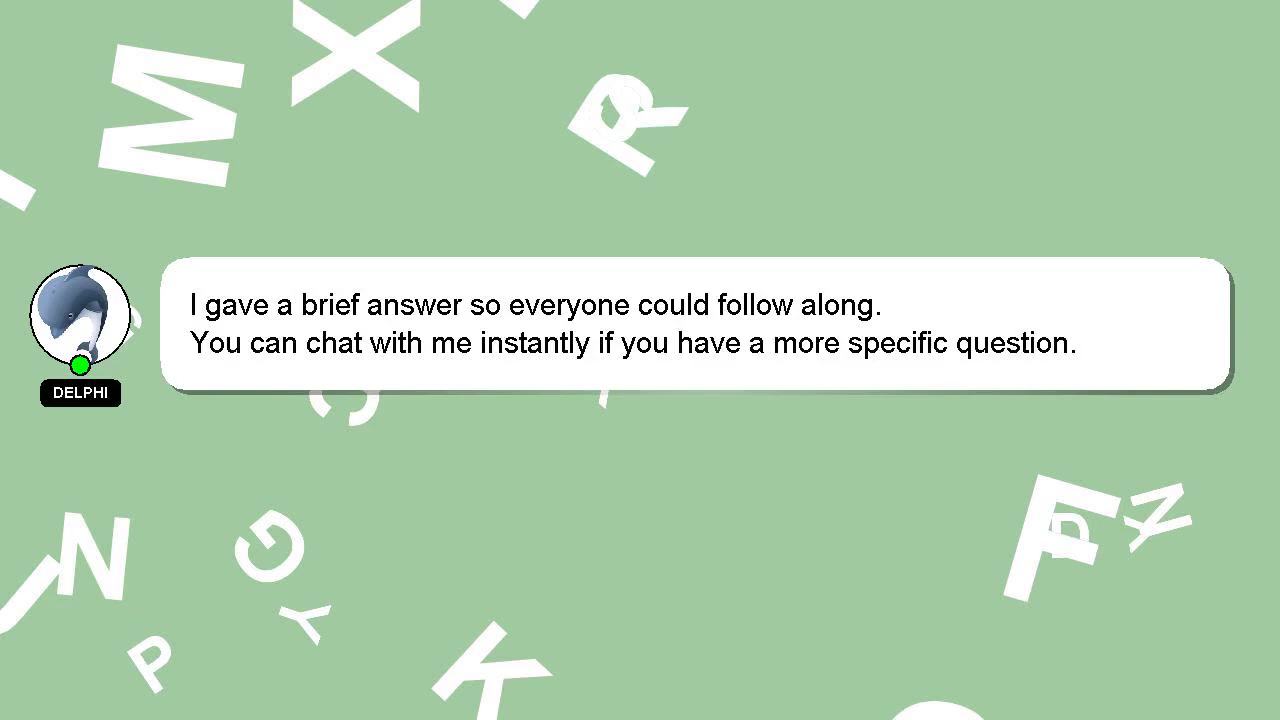 M
X
R
I gave a brief answer so everyone could follow along.
You can chat with me instantly if you have a more specific question.
DELPHI
C
F
D
Y
Z
N
G
Y
P
K